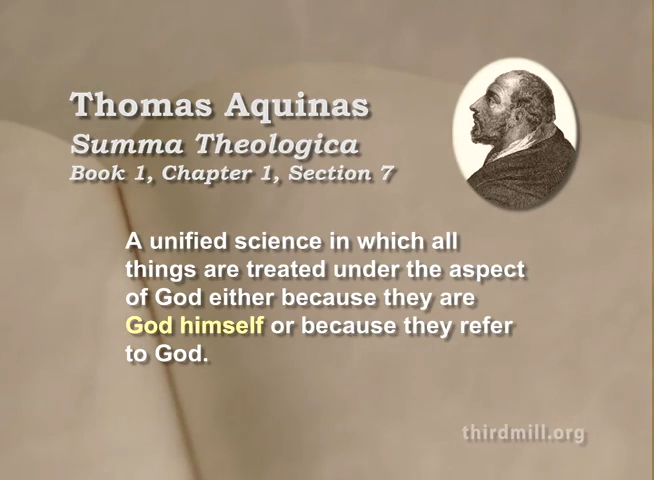 Thomas Aquinas
Summa Theologica
Book 1, Chapter 1, Section 7
A unified science in which all
things are treated under the aspect
of God either because they are
God himself or because they refer
to God.
thirdmill.org